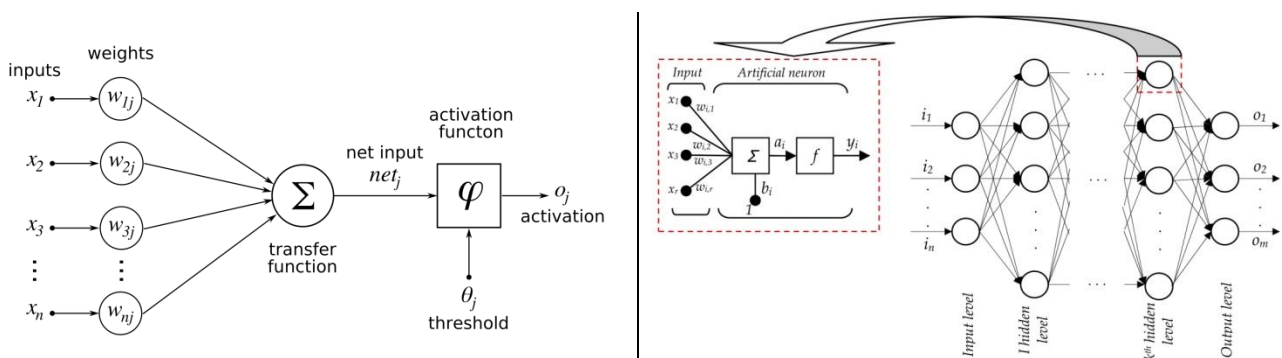 weights
inputs
x1
w1j
x2
w2j
x3
w3j
⋮ ⋮
xn
wnj
Σ
transfer
function
net input
netj
activation
functon
φ
oj
activation
θj
threshold
Input
Artificial neuron
x1
wi,1
x2
wi,2
x3
wi,3
xr
wi,r
Σ
ai
f
yi
bi
1
i1
i2
.
.
.
in
. . .
. . .
o1
o2
.
.
.
om
Input level
I hidden
level
kth hidden
level
Output level